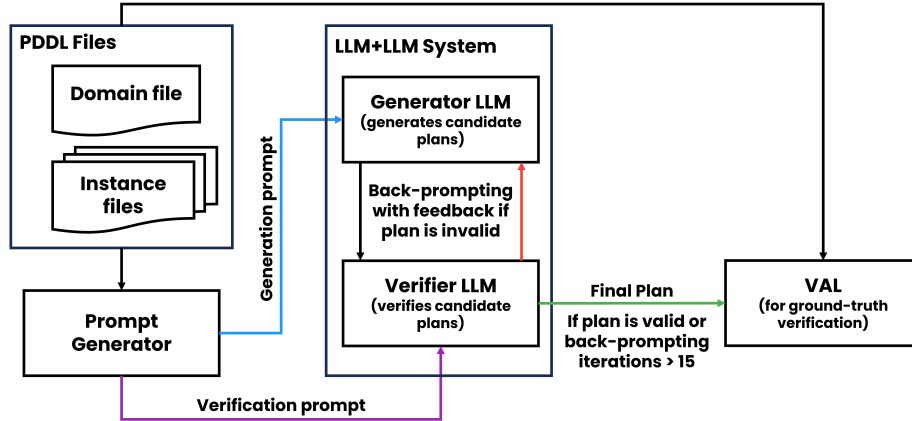 PDDL Files
Domain file
Instance
files
Prompt
Generator
Generation prompt
Verification prompt
LLM+LLM System
Generator LLM
(generates candidate
plans)
Back-prompting
with feedback if
plan is invalid
Verifier LLM
(verifies candidate
plans)
Final Plan
If plan is valid or
back-prompting
iterations > 15
VAL
(for ground-truth
verification)